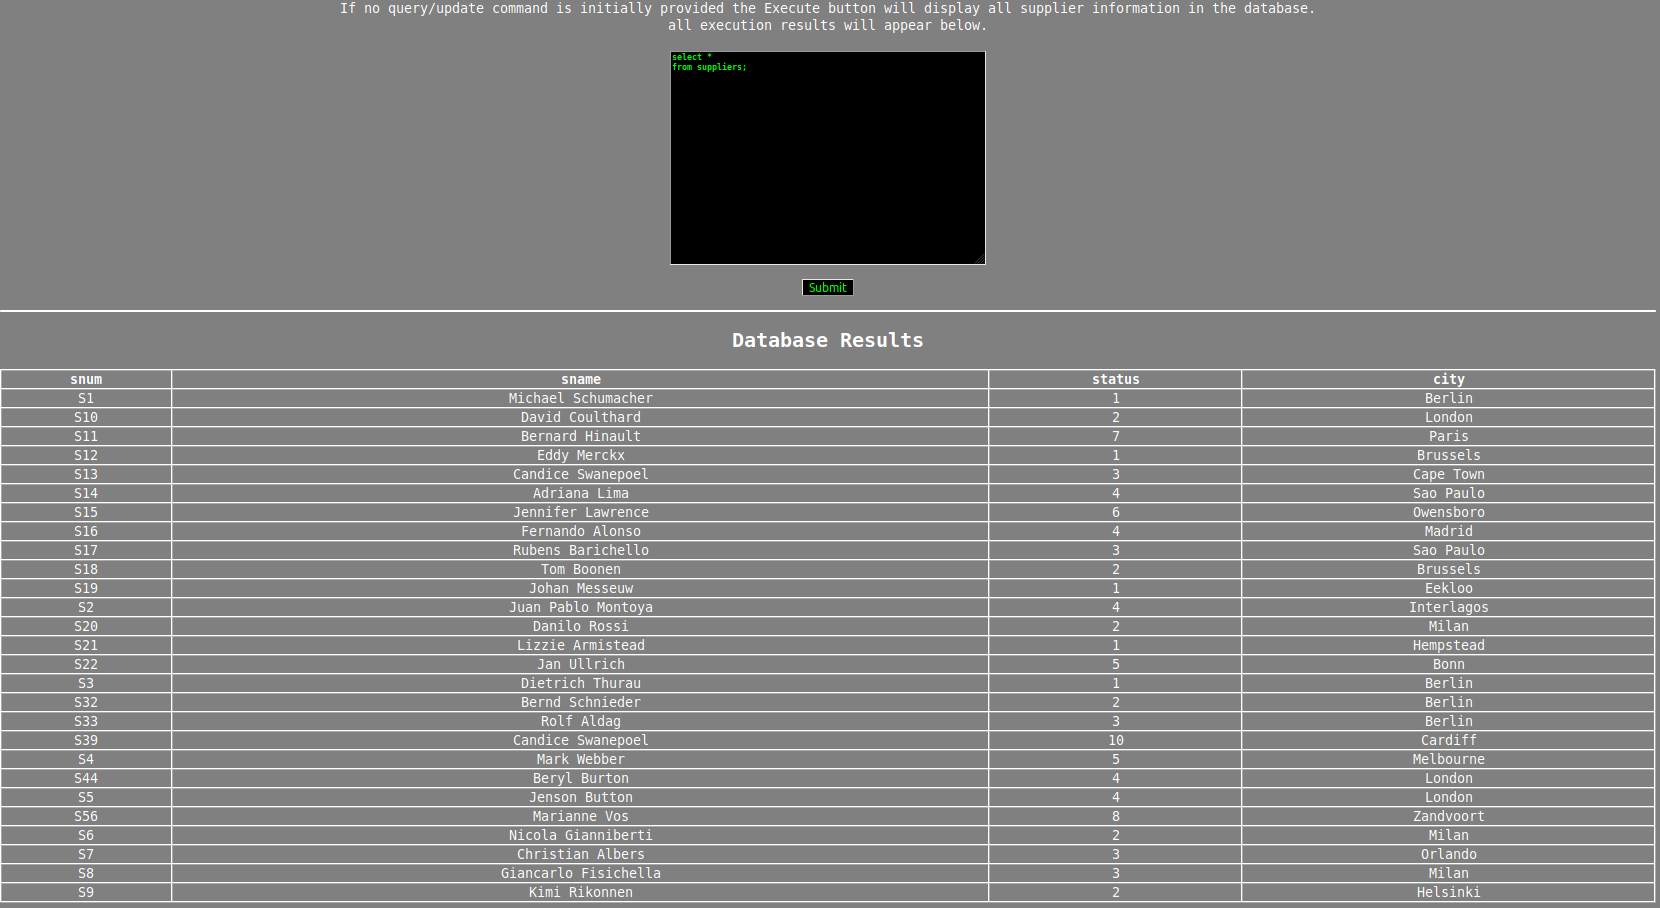 If no query/update command is initially provided the Execute button will display all supplier information in the database.
all execution results will appear below.
select *
from suppliers;
Submit
Database Results
snum sname status city
S1 Michael Schumacher 1 Berlin
S10 David Coulthard 2 London
S11 Bernard Hinault 7 Paris
S12 Eddy Merckx 1 Brussels
S13 Candice Swanepoel 3 Cape Town
S14 Adriana Lima 4 Sao Paulo
S15 Jennifer Lawrence 6 Owensboro
S16 Fernando Alonso 4 Madrid
S17 Rubens Barichello 3 Sao Paulo
S18 Tom Boonen 2 Brussels
S19 Johan Messeuw 1 Eekloo
S2 Juan Pablo Montoya 4 Interlagos
S20 Danilo Rossi 2 Milan
S21 Lizzie Armistead 1 Hempstead
S22 Jan Ullrich 5 Bonn
S3 Dietrich Thurau 1 Berlin
S32 Bernd Schnieder 2 Berlin
S33 Rolf Aldag 3 Berlin
S39 Candice Swanepoel 10 Cardiff
S4 Mark Webber 5 Melbourne
S44 Beryl Burton 4 London
S5 Jenson Button 4 London
S56 Marianne Vos 8 Zandvoort
S6 Nicola Gianniberti 2 Milan
S7 Christian Albers 3 Orlando
S8 Giancarlo Fisichella 3 Milan
S9 Kimi Rikonnen 2 Helsinki